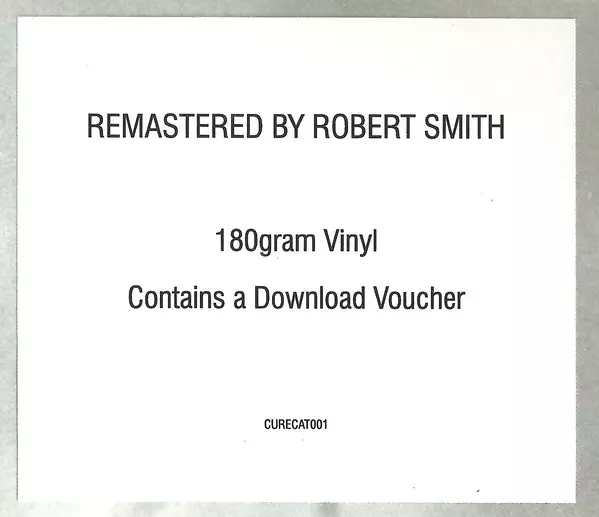 REMASTERED BY ROBERT SMITH
180gram Vinyl
Contains a Download Voucher
CURECAT001